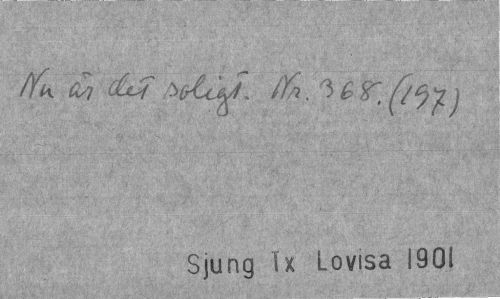 Nu är det soligt. Nr. 368. (197)
Sjung Tx Lovisa 1901